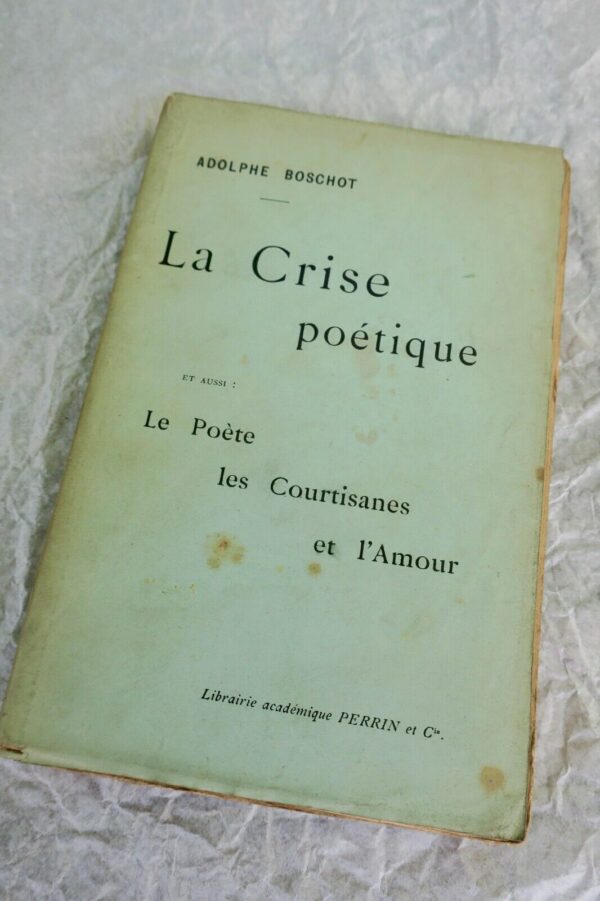 ADOLPHE BOSCHOT
La Crise
poétique
ET AUSSI :
Le Poète
les Courtisanes
et l'Amour
Librairie académique PERRIN et Cie.